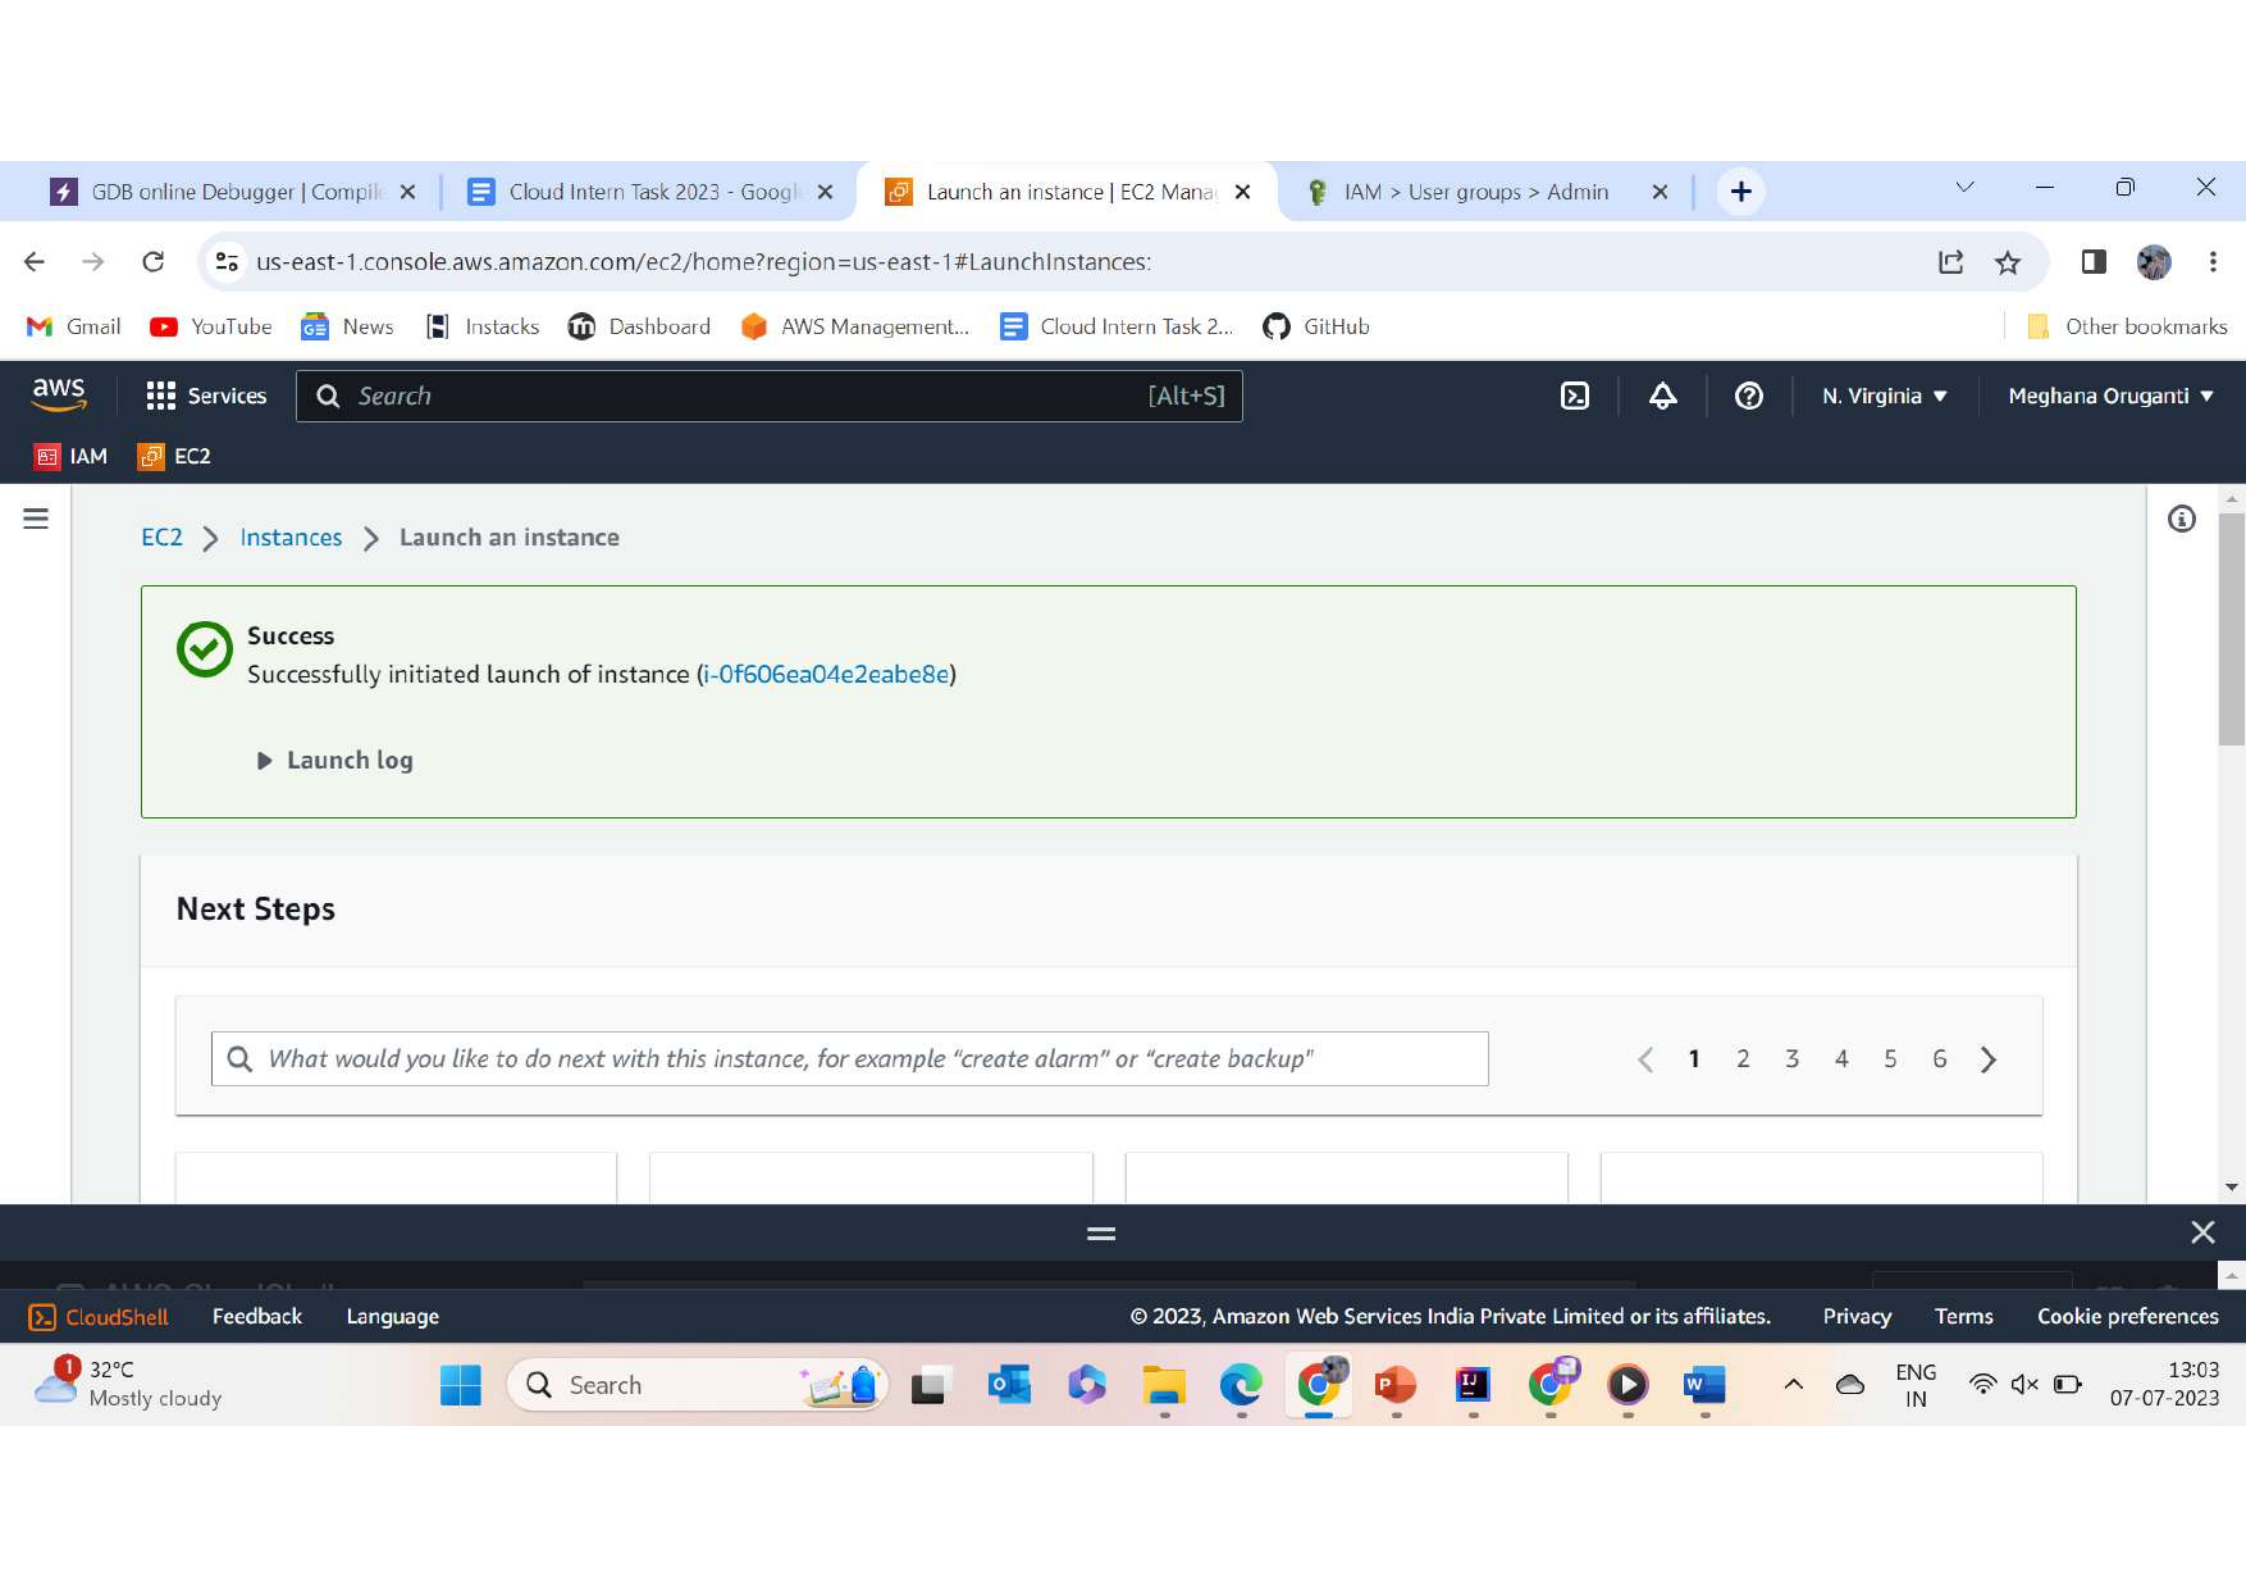 GDB online Debugger | Compile
Cloud Intern Task 2023 - Googl
Launch an instance | EC2 Mana
IAM > User groups > Admin
us-east-1.console.aws.amazon.com/ec2/home?region=us-east-1#LaunchInstances:
Gmail YouTube News Instacks Dashboard AWS Management... Cloud Intern Task 2... GitHub Other bookmarks
aws Services Search [Alt+S] N. Virginia Meghana Oruganti
IAM EC2
EC2 > Instances > Launch an instance
Success
Successfully initiated launch of instance (i-0f606ea04e2eabe8e)
Launch log
Next Steps
What would you like to do next with this instance, for example “create alarm” or “create backup" 1 2 3 4 5 6
CloudShell Feedback Language © 2023, Amazon Web Services India Private Limited or its affiliates. Privacy Terms Cookie preferences
1 32°C
Mostly cloudy
Search
ENG
IN
13:03
07-07-2023